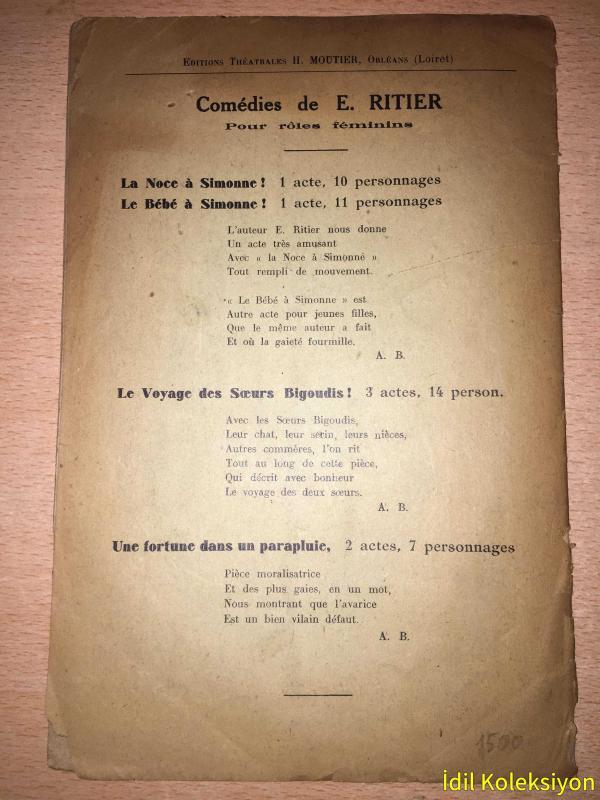 EDITIONS THÉATRALES H. MOUTIER, ORLÉANS (Loiret)
Comédies de E. RITIER
Pour rôles féminins
La Noce à Simonne! 1 acte, 10 personnages
Le Bébé à Simonne! 1 acte, 11 personnages
L'auteur E. Ritier nous donne
Un acte très amusant
Avec « la Noce à Simonne »
Tout rempli de mouvement.
« Le Bébé à Simonne » est
Autre acte pour jeunes filles,
Que le même auteur a fait
Et où la gaieté fourmille.
A. B.
Le Voyage des Sœurs Bigoudis! 3 actes, 14 person.
Avec les Sœurs Bigoudis,
Leur chat, leur serin, leurs nièces,
Autres commères, l'on rit
Tout au long de cette pièce,
Qui décrit avec bonheur
Le voyage des deux sœurs.
A. B.
Une fortune dans un parapluie, 2 actes, 7 personnages
Pièce moralisatrice
Et des plus gaies, en un mot,
Nous montrant que l'avarice
Est un bien vilain défaut.
A. B.
1500
İdil Koleksiyon